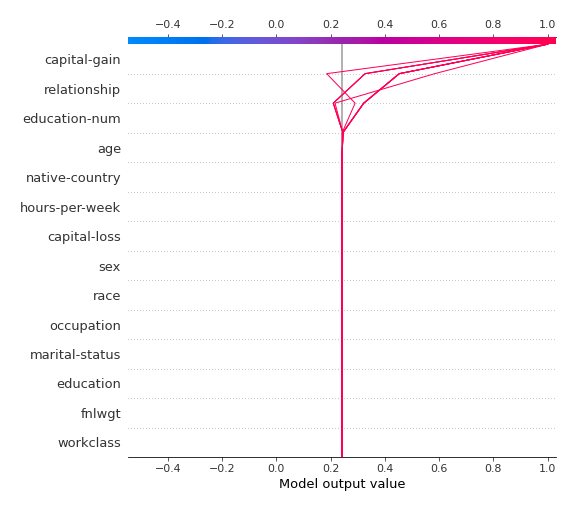 −0.4 −0.2 0.0 0.2 0.4 0.6 0.8 1.0
capital-gain
relationship
education-num
age
native-country
hours-per-week
capital-loss
sex
race
occupation
marital-status
education
fnlwgt
workclass
−0.4 −0.2 0.0 0.2 0.4 0.6 0.8 1.0
Model output value